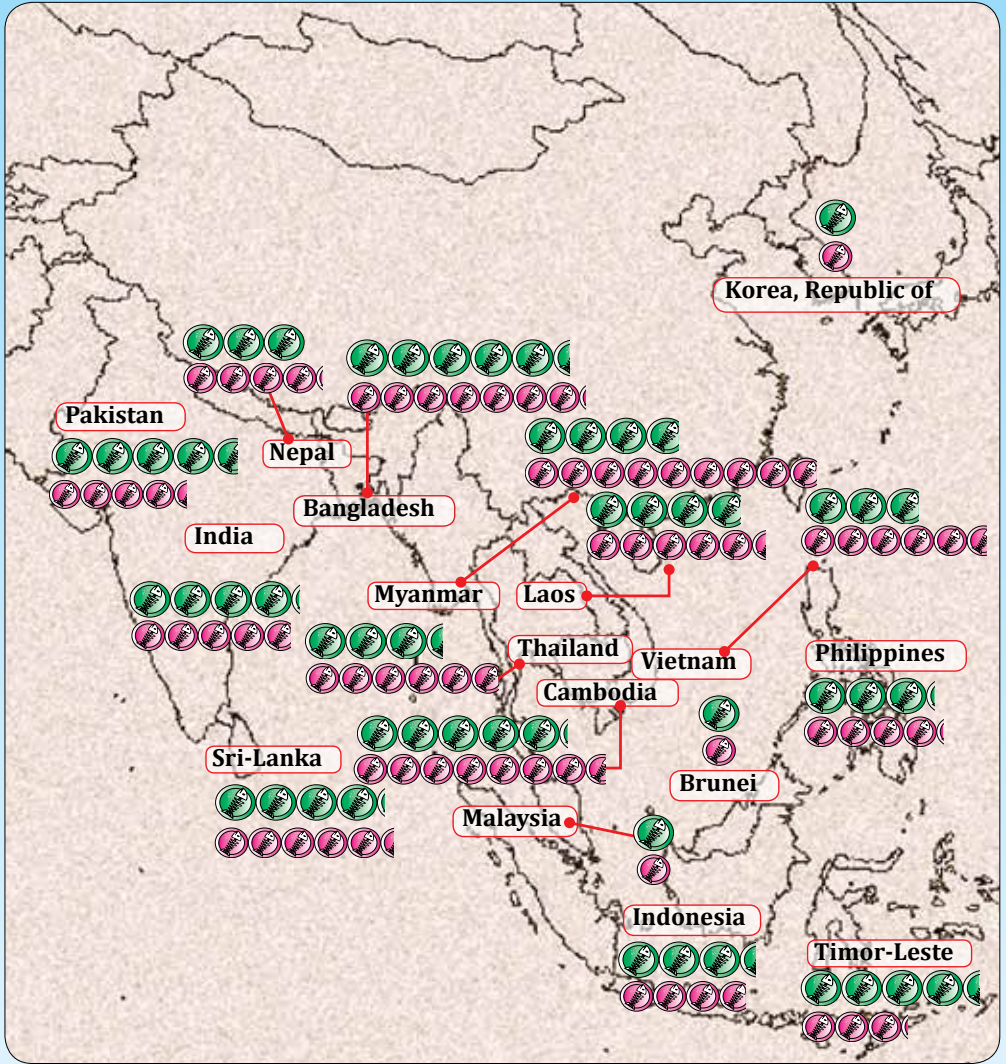 Korea, Republic of
Pakistan
Nepal
Bangladesh
India
Myanmar
Laos
Thailand
Vietnam
Philippines
Cambodia
Sri-Lanka
Brunei
Malaysia
Indonesia
Timor-Leste